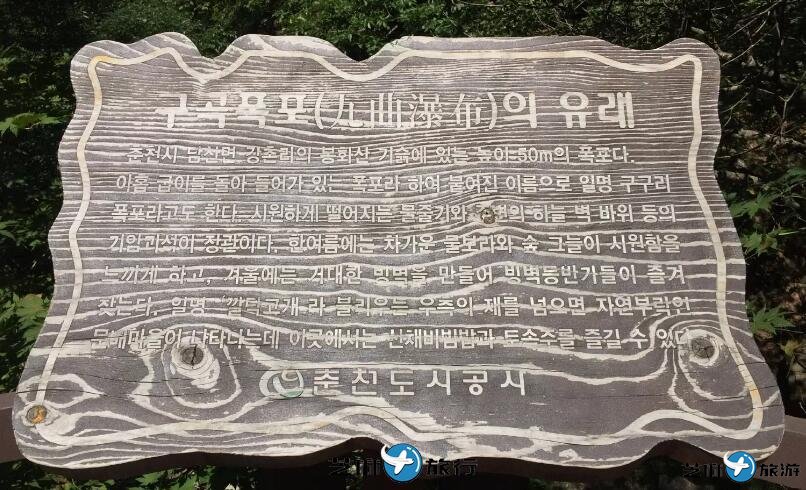 구곡폭포(九曲瀑布)의 유래
춘천시 남산면 강촌리의 봉화산 기슭에 있는 높이 50m의 폭포다.
아홉 굽이를 돌아 들어가 있는 폭포라 하여 붙여진 이름으로 일명 구구리
폭포라고도 한다. 시원하게 떨어지는 물줄기와 하늘 벽 바위 등의
기암괴석이 장괄이다. 한여름에는 차가운 물보라와 숲 그늘이 시원함을
느끼게 하고, 겨울에는 거대한 빙벽을 만들어 빙벽동반가들이 즐겨
찾는다. 일명 '깔딱고개'라 불리우는 우측의 재를 넘으면 자연부락인
문배마을이 나타나는데 이곳에서는 산채비빔밥과 토속주를 즐길 수 있다
춘천도시공사
艺琳旅行
艺旅游